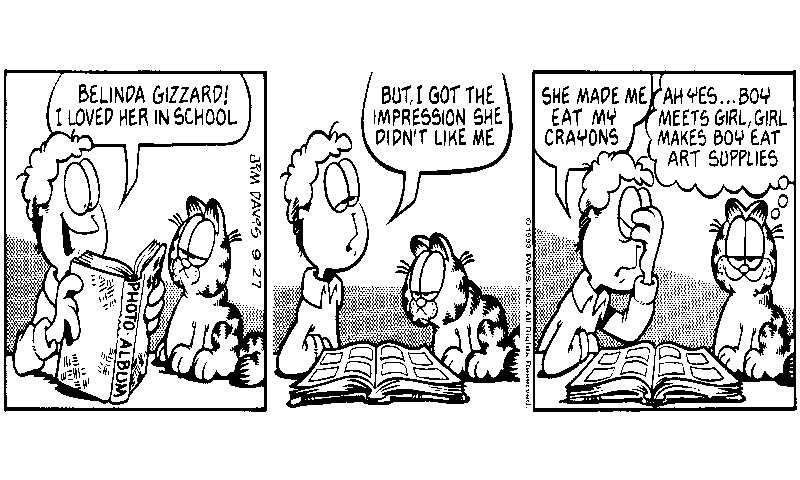 BELINDA GIZZARD!
I LOVED HER IN SCHOOL
PHOTO ALBUM
JIM DAVIS 9-27
BUT, I GOT THE
IMPRESSION SHE
DIDN'T LIKE ME
SHE MADE ME
EAT MY
CRAYONS
AH YES...BOY
MEETS GIRL, GIRL
MAKES BOY EAT
ART SUPPLIES
PAWS, INC. All Rights Reserved.